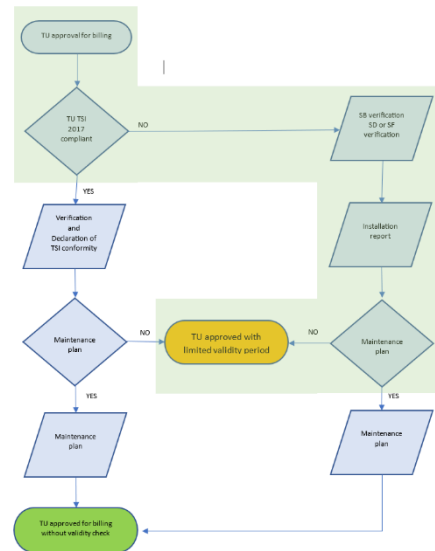 TU approval for billing
TU TSI
2017
compliant
NO
SB verification
SD or SF
verification
YES
Verification
and
Declaration of
TSI conformity
Installation
report
Maintenance
plan
NO
TU approved with
limited validity period
NO
Maintenance
plan
YES
YES
Maintenance
plan
Maintenance
plan
TU approved for billing
without validity check